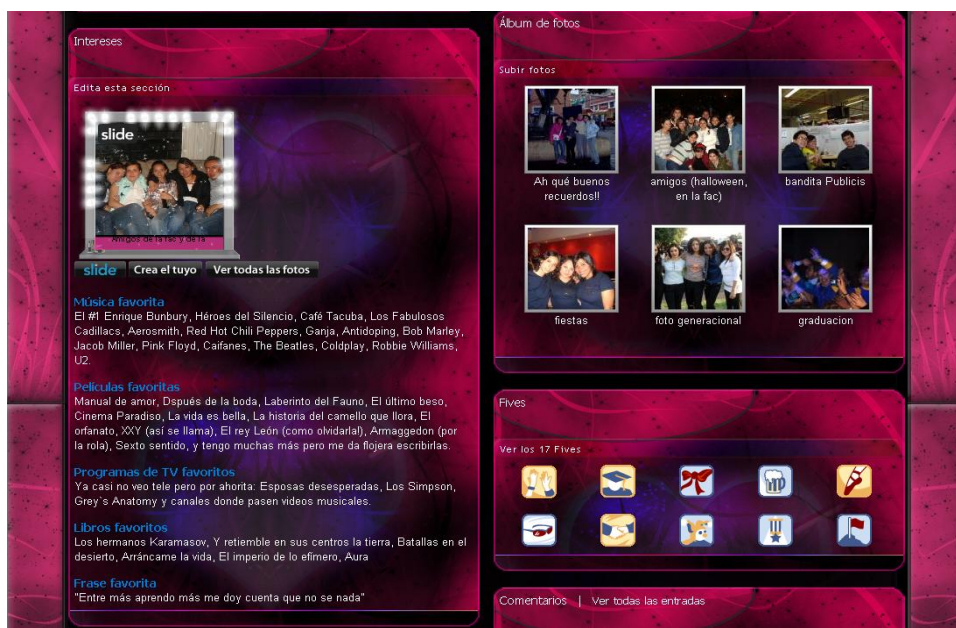 Intereses
Edita esta sección
slide
Amigos de la fac y de la
slide
Crea el tuyo
Ver todas las fotos
Música favorita
El #1 Enrique Bunbury, Héroes del Silencio, Café Tacuba, Los Fabulosos
Cadillacs, Aerosmith, Red Hot Chili Peppers, Ganja, Antidoping, Bob Marley,
Jacob Miller, Pink Floyd, Caifanes, The Beatles, Coldplay, Robbie Williams,
U2.
Películas favoritas
Manual de amor, Dspués de la boda, Laberinto del Fauno, El último beso,
Cinema Paradiso, La vida es bella, La historia del camello que llora, El
orfanato, XXY (así se llama), El rey León (como olvidarla!), Armaggedon (por
la rola), Sexto sentido, y tengo muchas más pero me da flojera escribirlas.
Programas de TV favoritos
Ya casi no veo tele pero por ahorita: Esposas desesperadas, Los Simpson,
Grey`s Anatomy y canales donde pasen videos musicales.
Libros favoritos
Los hermanos Karamasov, Y retiemble en sus centros la tierra, Batallas en el
desierto, Arráncame la vida, El imperio de lo efímero, Aura
Frase favorita
"Entre más aprendo más me doy cuenta que no se nada"
Álbum de fotos
Subir fotos
Ah qué buenos
recuerdos!!
amigos (halloween,
en la fac)
bandita Publicis
fiestas
foto generacional
graduacion
Fives
Ver los 17 Fives
Comentarios | Ver todas las entradas